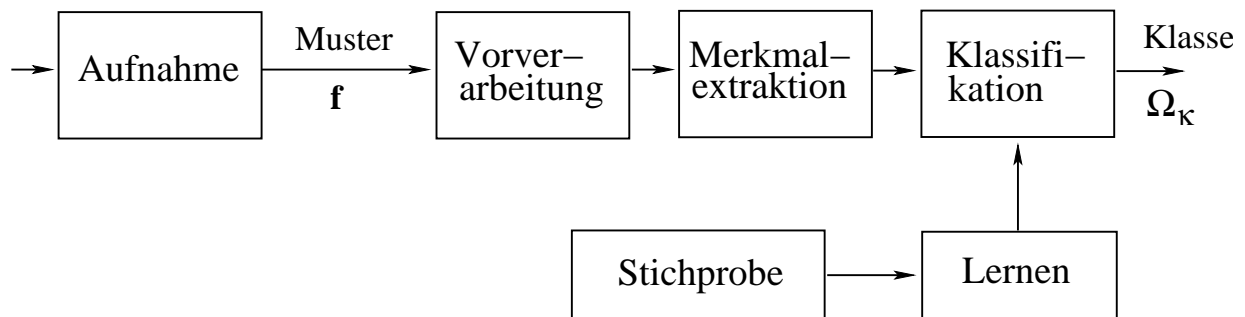 Aufnahme
Muster
f
Vorver–
arbeitung
Merkmal–
extraktion
Klassifi–
kation
Klasse
Ωκ
Stichprobe
Lernen